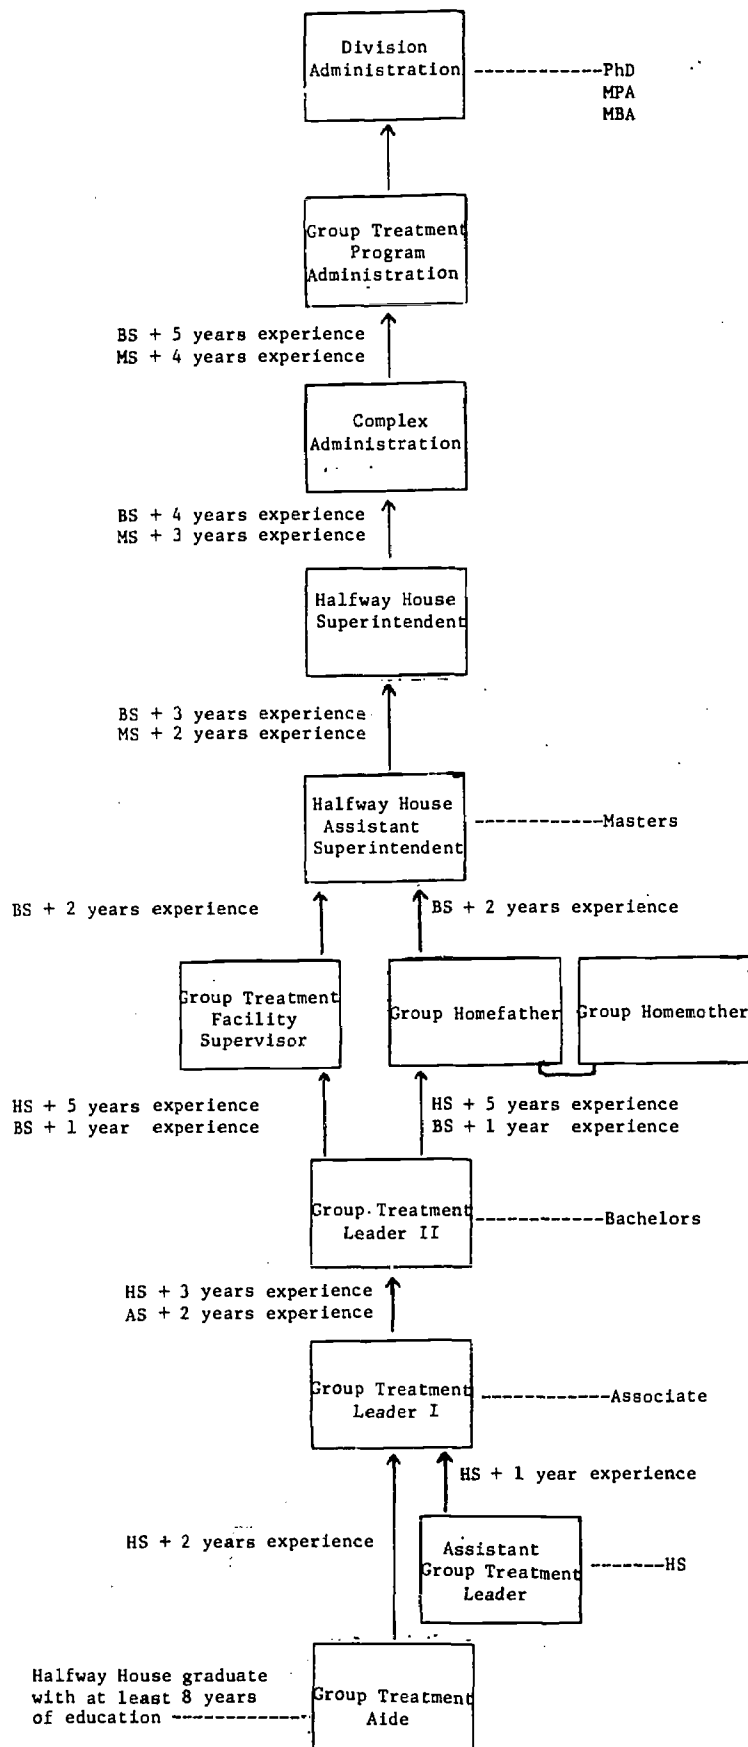 Division
Administration ----------PhD
MPA
MBA
Group Treatment
Program
Administration
BS + 5 years experience
MS + 4 years experience
Complex
Administration
BS + 4 years experience
MS + 3 years experience
Halfway House
Superintendent
BS + 3 years experience
MS + 2 years experience
Halfway House
Assistant ----------Masters
Superintendent
BS + 2 years experience
BS + 2 years experience
Group Treatment
Facility
Supervisor
Group Homefather
Group Homemother
HS + 5 years experience
BS + 1 year experience
HS + 5 years experience
BS + 1 year experience
Group Treatment ----------Bachelors
Leader II
HS + 3 years experience
AS + 2 years experience
Group Treatment ----------Associate
Leader I
HS + 1 year experience
HS + 2 years experience
Assistant
Group Treatment ----------HS
Leader
Halfway House graduate
with at least 8 years
of education ----------
Group Treatment
Aide